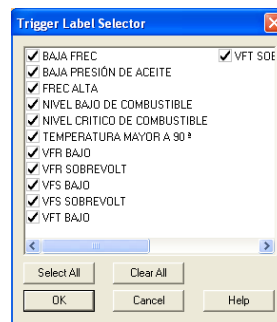 Trigger Label Selector
BAJA FREC
BAJA PRESIÓN DE ACEITE
FREC ALTA
NIVEL BAJO DE COMBUSTIBLE
NIVEL CRITICO DE COMBUSTIBLE
TEMPERATURA MAYOR A 90 ª
VFR BAJO
VFR SOBREVOLT
VFS BAJO
VFS SOBREVOLT
VFT BAJO
VFT SOB
Select All
Clear All
OK
Cancel
Help